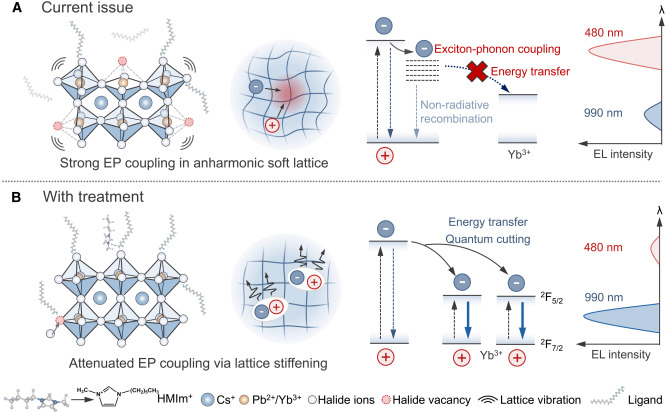 A Current issue
Strong EP coupling in anharmonic soft lattice
−
+
−
−
Exciton-phonon coupling
Energy transfer
Non-radiative
recombination
+
Yb³⁺
λ
480 nm
990 nm
EL intensity
B With treatment
Attenuated EP coupling via lattice stiffening
−
+
−
+
−
Energy transfer
Quantum cutting
−
−
²F₅/₂
²F₇/₂
+
+
Yb³⁺
+
λ
480 nm
990 nm
EL intensity
H₃C
N
N
(CH₂)₅CH₃
HMIm⁺
Cs⁺
Pb²⁺/Yb³⁺
Halide ions
Halide vacancy
Lattice vibration
Ligand